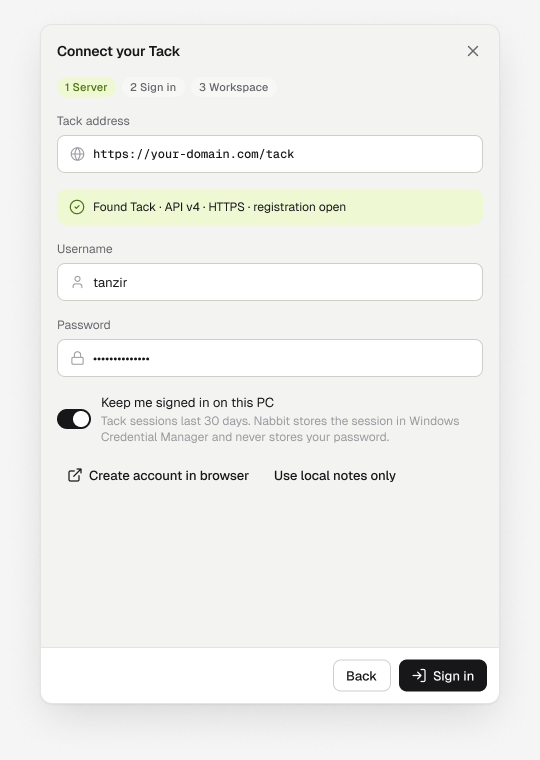 Connect your Tack
1 Server
2 Sign in
3 Workspace
Tack address
https://your-domain.com/tack
Found Tack · API v4 · HTTPS · registration open
Username
tanzir
Password
••••••••••••••
Keep me signed in on this PC
Tack sessions last 30 days. Nabbit stores the session in Windows
Credential Manager and never stores your password.
Create account in browser
Use local notes only
Back
Sign in